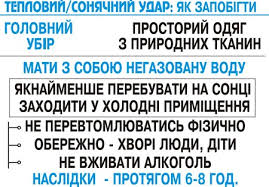 ТЕПЛОВИЙ/СОНЯЧНИЙ УДАР: ЯК ЗАПОБІГТИ
ГОЛОВНИЙ УБІР
ПРОСТОРИЙ ОДЯГ З ПРИРОДНИХ ТКАНИН
МАТИ З СОБОЮ НЕГАЗОВАНУ ВОДУ
ЯКНАЙМЕНШЕ ПЕРЕБУВАТИ НА СОНЦІ
ЗАХОДИТИ У ХОЛОДНІ ПРИМІЩЕННЯ
НЕ ПЕРЕВТОМЛЮВАТИСЬ ФІЗИЧНО
ОБЕРЕЖНО - ХВОРІ ЛЮДИ, ДІТИ
НЕ ВЖИВАТИ АЛКОГОЛЬ
НАСЛІДКИ - ПРОТЯГОМ 6-8 ГОД.